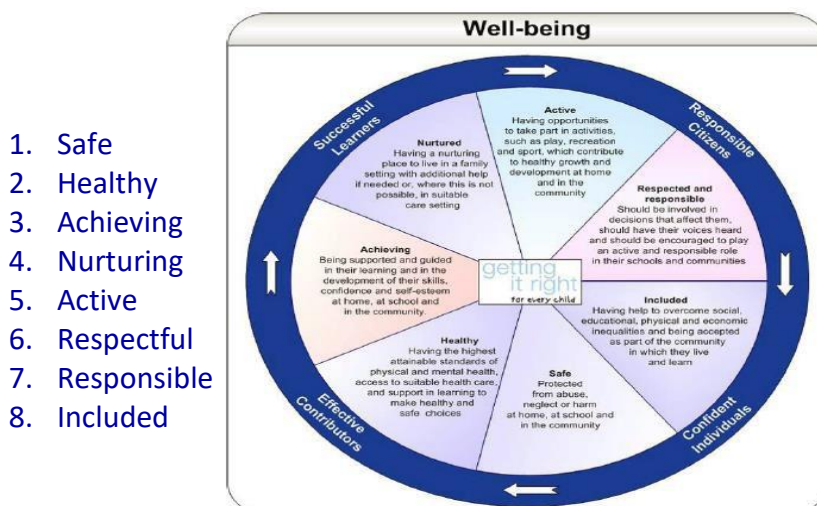 Well-being
1. Safe
2. Healthy
3. Achieving
4. Nurturing
5. Active
6. Respectful
7. Responsible
8. Included
Successful
Learners
Responsible
Citizens
Confident
Individuals
Effective
Contributors
Nurtured
Having a nurturing
place to live in a family
setting with additional help
if needed or, where this is not
possible, in suitable
care setting
Active
Having opportunities
to take part in activities,
such as play, recreation
and sport, which contribute
to healthy growth and
development at home
and in the
community
Respected and
responsible
Should be involved in
decisions that affect them,
should have their voices heard
and should be encouraged to play
an active and responsible role
in their schools and communities
Achieving
Being supported and guided
in their learning and in the
development of their skills,
confidence and self-esteem
at home, at school and
in the community.
getting
it right
for every child
Included
Having help to overcome social,
educational, physical and economic
inequalities and being accepted
as part of the community
in which they live
and learn
Healthy
Having the highest
attainable standards of
physical and mental health,
access to suitable health care,
and support in learning to
make healthy and
safe choices
Safe
Protected
from abuse,
neglect or harm
at home, at school and
in the community